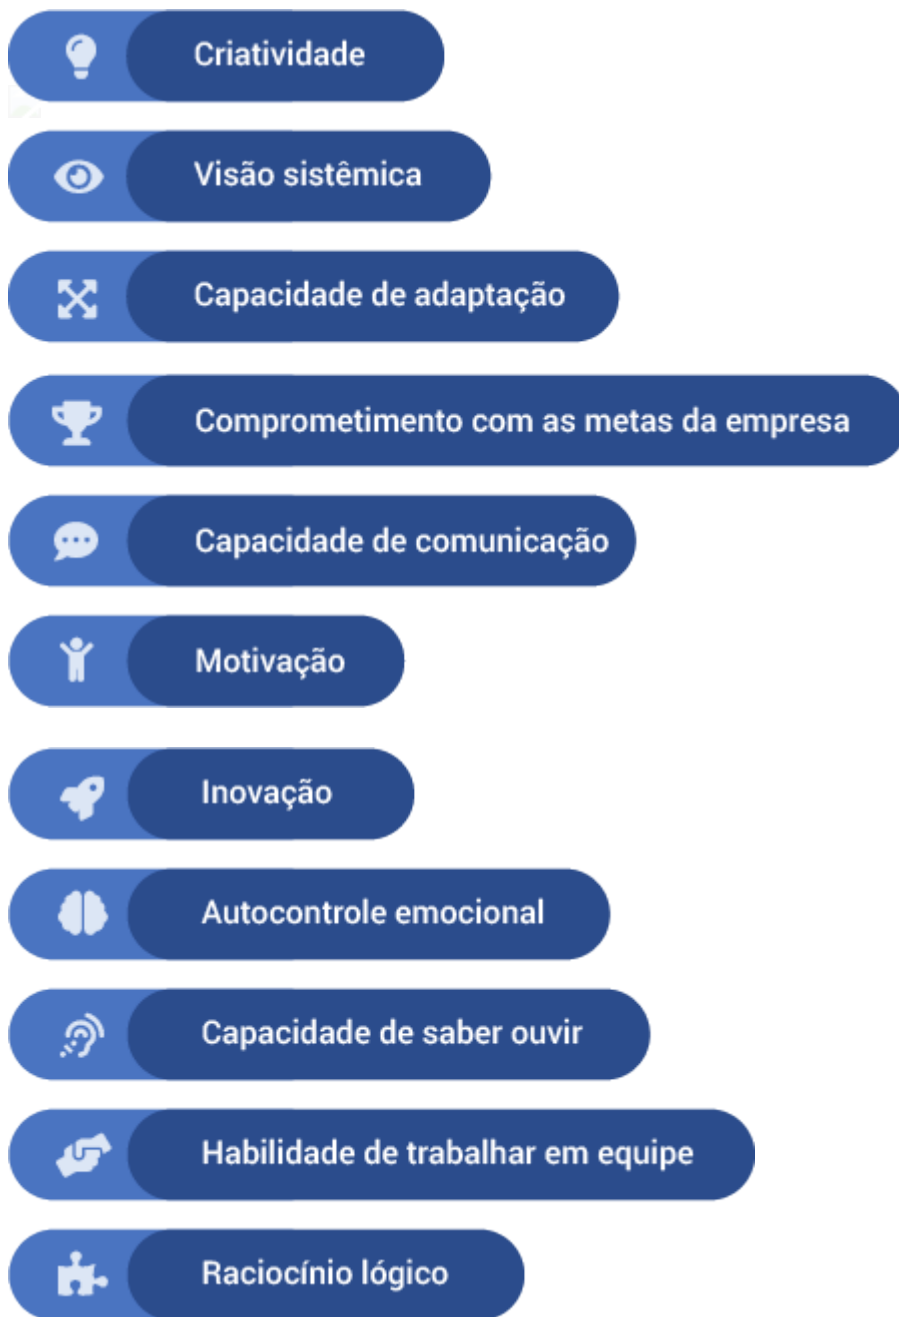 Criatividade
Visão sistêmica
Capacidade de adaptação
Comprometimento com as metas da empresa
Capacidade de comunicação
Motivação
Inovação
Autocontrole emocional
Capacidade de saber ouvir
Habilidade de trabalhar em equipe
Raciocínio lógico